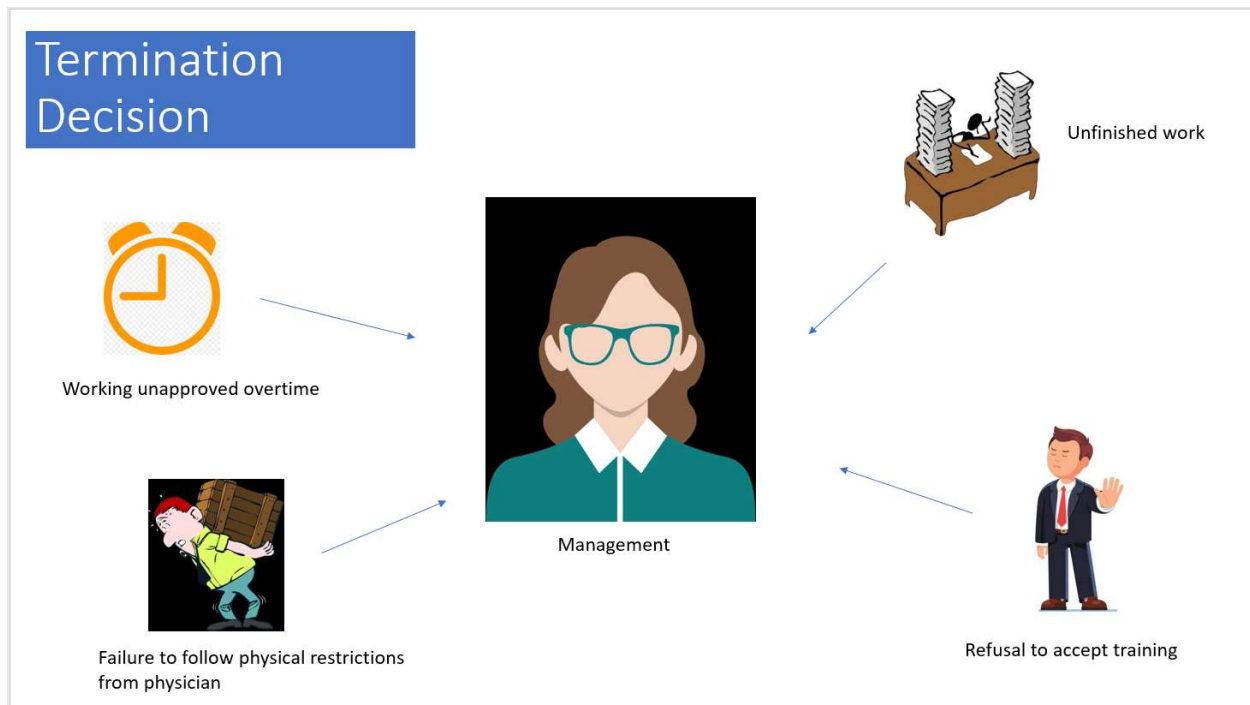 Termination
Decision
Unfinished work
Working unapproved overtime
Management
Failure to follow physical restrictions
from physician
Refusal to accept training